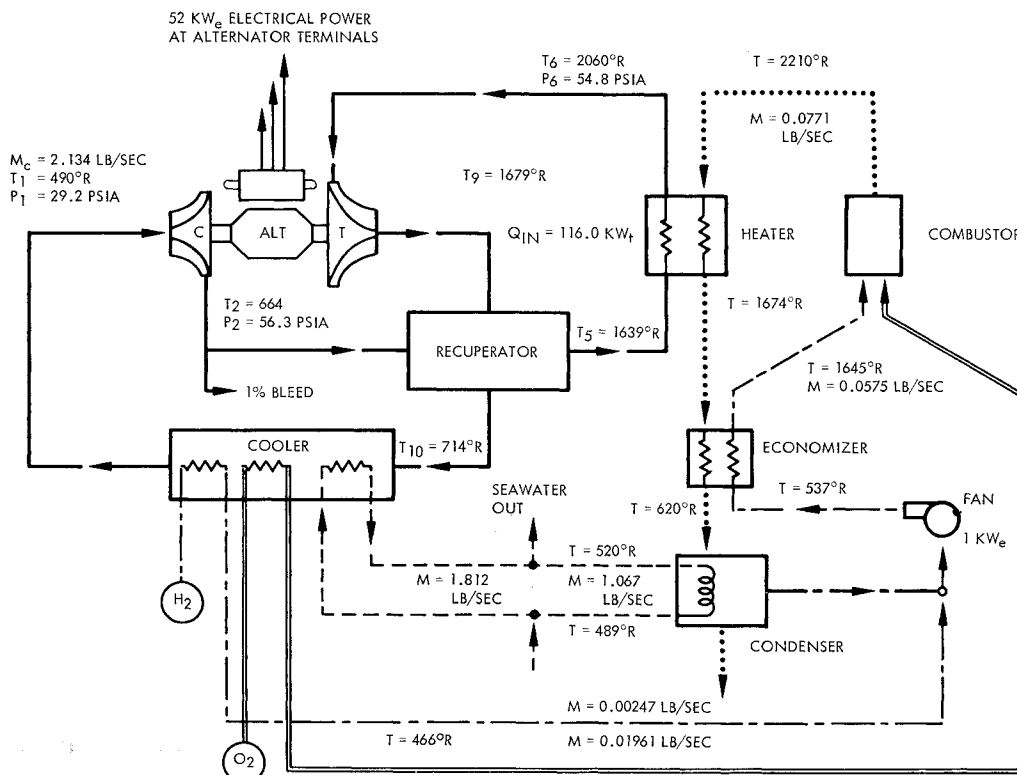 52 KWe ELECTRICAL POWER
AT ALTERNATOR TERMINALS
T6 = 2060°R
P6 = 54.8 PSIA
T = 2210°R
M = 0.0771
LB/SEC
Mc = 2.134 LB/SEC
T1 = 490°R
P1 = 29.2 PSIA
T9 = 1679°R
C
ALT
T
QIN = 116.0 KWt
HEATER
COMBUSTOR
T2 = 664
P2 = 56.3 PSIA
T = 1674°R
RECUPERATOR
T5 = 1639°R
T = 1645°R
M = 0.0575 LB/SEC
1% BLEED
COOLER
T10 = 714°R
ECONOMIZER
SEAWATER
OUT
T = 537°R
FAN
T = 620°R
1 KWe
T = 520°R
M = 1.812
LB/SEC
M = 1.067
LB/SEC
H2
T = 489°R
CONDENSER
M = 0.00247 LB/SEC
T = 466°R
M = 0.01961 LB/SEC
O2